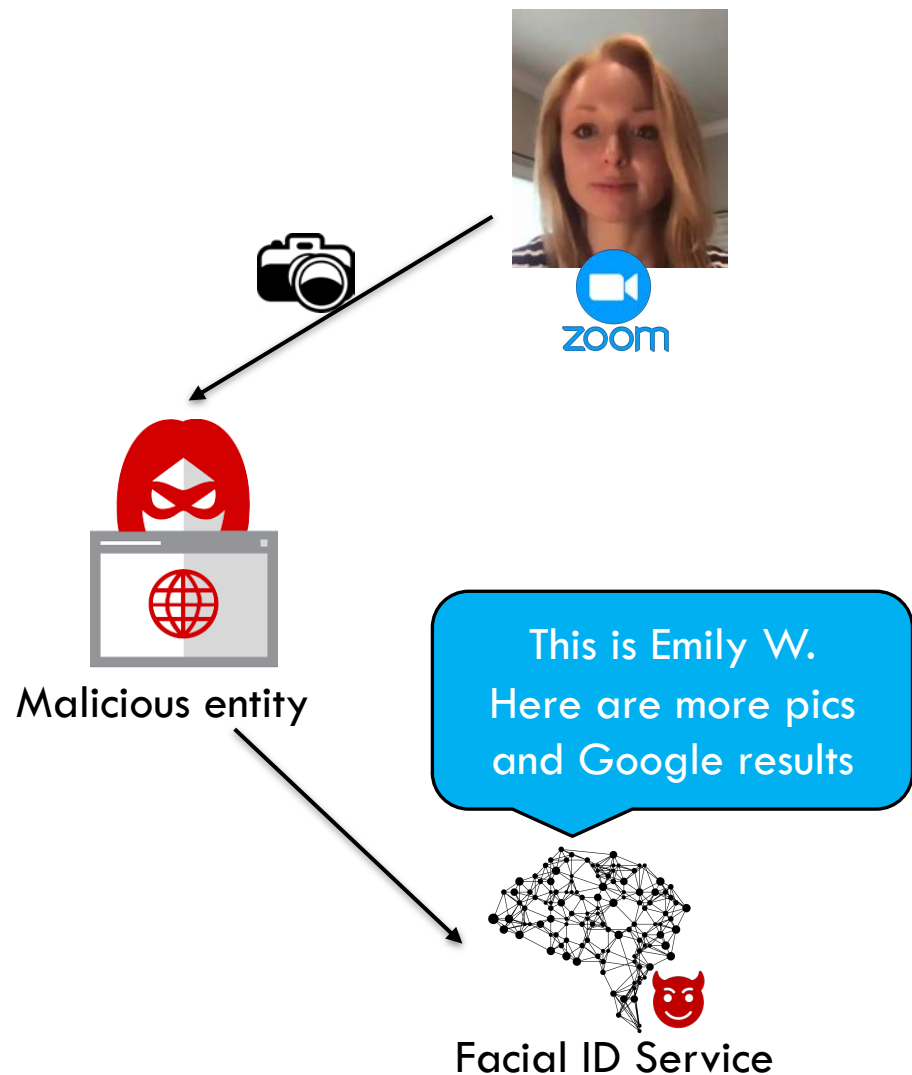 zoom
Malicious entity
This is Emily W.
Here are more pics
and Google results
Facial ID Service